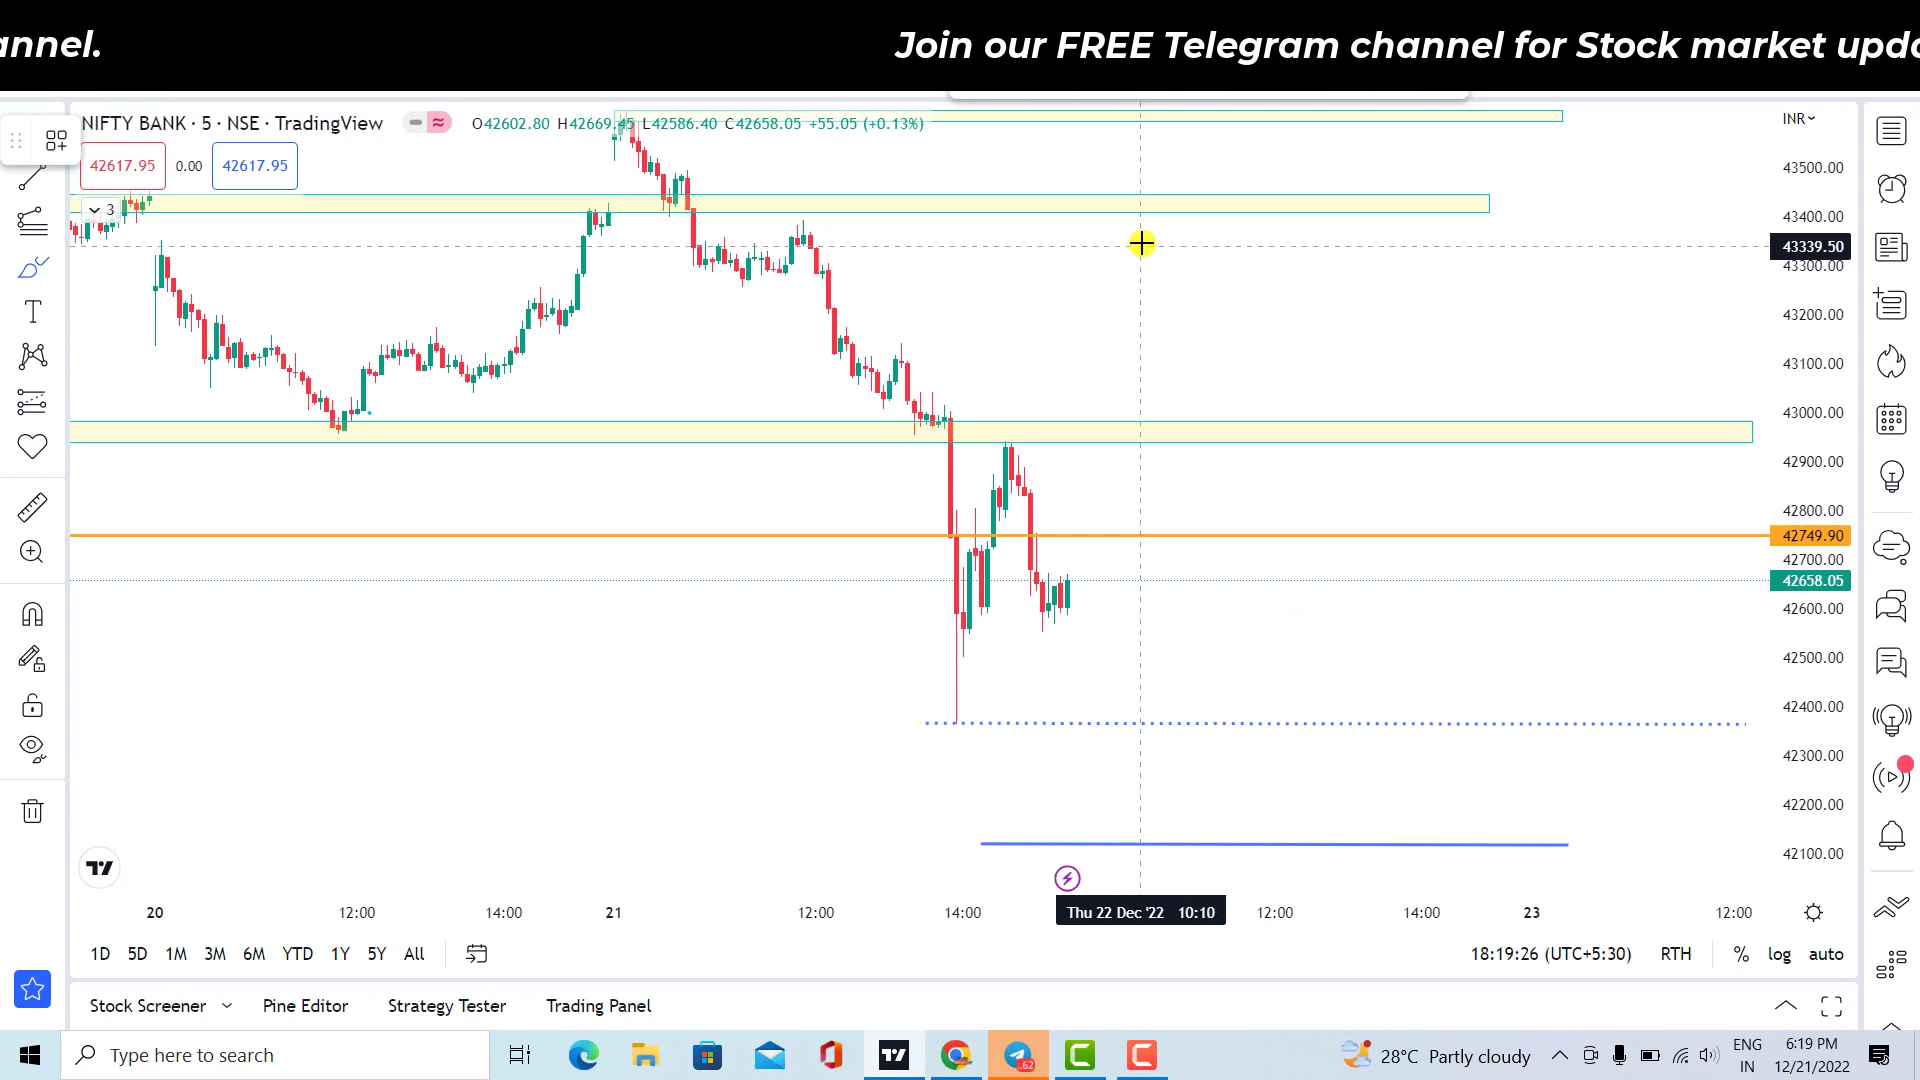 annel.
Join our FREE Telegram channel for Stock market upda
NIFTY BANK · 5 · NSE · TradingView
O42602.80 H42669.45 L42586.40 C42658.05 +55.05 (+0.13%)
INR
42617.95 0.00 42617.95
3
43500.00
43400.00
43339.50
43300.00
43200.00
43100.00
43000.00
42900.00
42800.00
42749.90
42700.00
42658.05
42600.00
42500.00
42400.00
42300.00
42200.00
42100.00
20 12:00 14:00 21 12:00 14:00 Thu 22 Dec '22 10:10 12:00 14:00 23 12:00
1D 5D 1M 3M 6M YTD 1Y 5Y All
18:19:26 (UTC+5:30) RTH % log auto
Stock Screener Pine Editor Strategy Tester Trading Panel
Type here to search
62
28°C Partly cloudy
ENG
IN
6:19 PM
12/21/2022